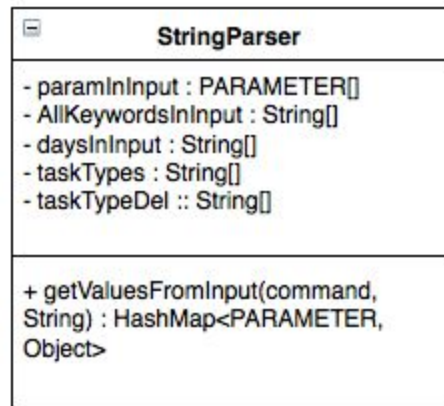 StringParser
- paramInInput : PARAMETER[]
- AllKeywordsInInput : String[]
- daysInInput : String[]
- taskTypes : String[]
- taskTypeDel :: String[]
+ getValuesFromInput(command,
String) : HashMap<PARAMETER,
Object>